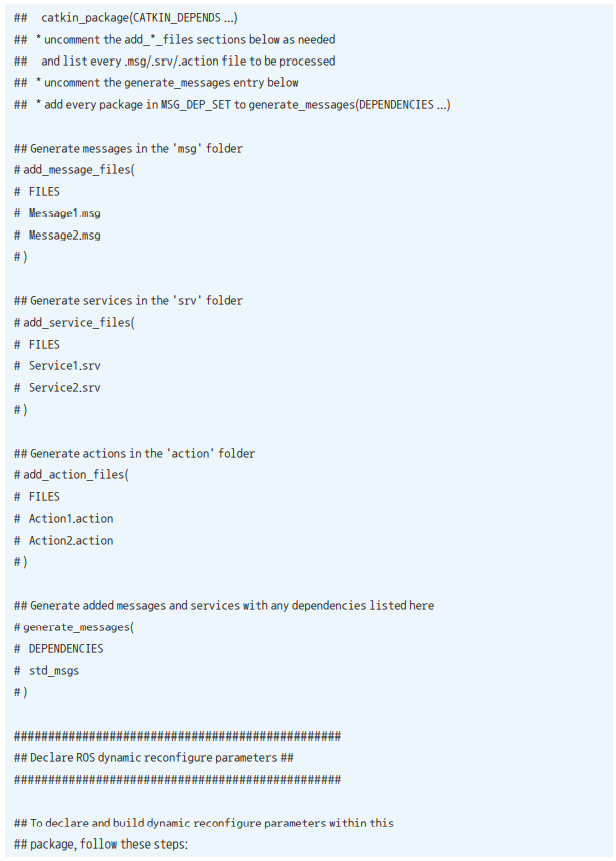 ##    catkin_package(CATKIN_DEPENDS ...)
##  * uncomment the add_*_files sections below as needed
##    and list every .msg/.srv/.action file to be processed
##  * uncomment the generate_messages entry below
##  * add every package in MSG_DEP_SET to generate_messages(DEPENDENCIES ...)

## Generate messages in the 'msg' folder
# add_message_files(
#  FILES
#  Message1.msg
#  Message2.msg
# )

## Generate services in the 'srv' folder
# add_service_files(
#  FILES
#  Service1.srv
#  Service2.srv
# )

## Generate actions in the 'action' folder
# add_action_files(
#  FILES
#  Action1.action
#  Action2.action
# )

## Generate added messages and services with any dependencies listed here
# generate_messages(
#  DEPENDENCIES
#  std_msgs
# )

################################################
## Declare ROS dynamic reconfigure parameters ##
################################################

## To declare and build dynamic reconfigure parameters within this
## package, follow these steps: